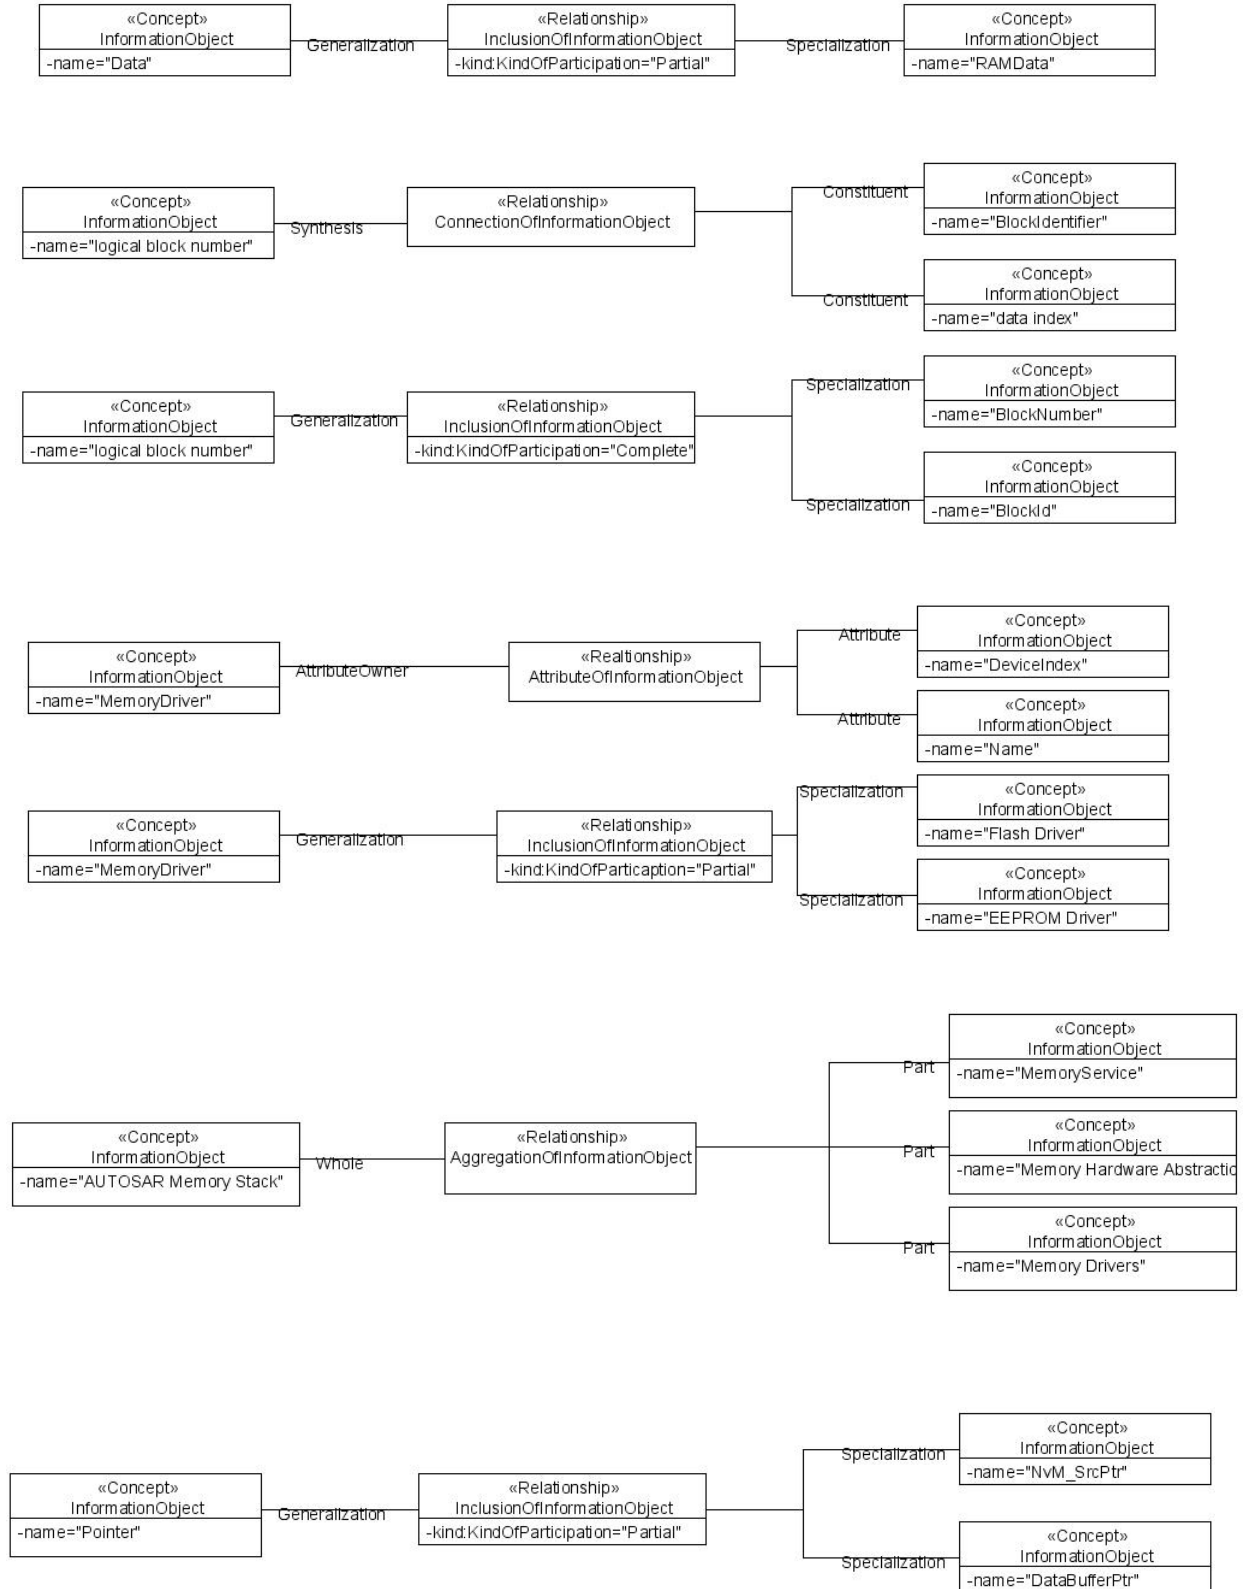 «Concept»
InformationObject
-name="Data"
Generalization
«Relationship»
InclusionOfInformationObject
-kind:KindOfParticipation="Partial"
Specialization
«Concept»
InformationObject
-name="RAMData"
«Concept»
InformationObject
-name="logical block number"
Synthesis
«Relationship»
ConnectionOfInformationObject
Constituent
«Concept»
InformationObject
-name="BlockIdentifier"
Constituent
«Concept»
InformationObject
-name="data index"
«Concept»
InformationObject
-name="logical block number"
Generalization
«Relationship»
InclusionOfInformationObject
-kind:KindOfParticipation="Complete"
Specialization
«Concept»
InformationObject
-name="BlockNumber"
Specialization
«Concept»
InformationObject
-name="BlockId"
«Concept»
InformationObject
-name="MemoryDriver"
AttributeOwner
«Realtionship»
AttributeOfInformationObject
Attribute
«Concept»
InformationObject
-name="DeviceIndex"
Attribute
«Concept»
InformationObject
-name="Name"
«Concept»
InformationObject
-name="MemoryDriver"
Generalization
«Relationship»
InclusionOfInformationObject
-kind:KindOfParticaption="Partial"
Specialization
«Concept»
InformationObject
-name="Flash Driver"
Specialization
«Concept»
InformationObject
-name="EEPROM Driver"
«Concept»
InformationObject
-name="AUTOSAR Memory Stack"
Whole
«Relationship»
AggregationOfInformationObject
Part
«Concept»
InformationObject
-name="MemoryService"
Part
«Concept»
InformationObject
-name="Memory Hardware Abstractio
Part
«Concept»
InformationObject
-name="Memory Drivers"
«Concept»
InformationObject
-name="Pointer"
Generalization
«Relationship»
InclusionOfInformationObject
-kind:KindOfParticipation="Partial"
Specialization
«Concept»
InformationObject
-name="NvM_SrcPtr"
Specialization
«Concept»
InformationObject
-name="DataBufferPtr"